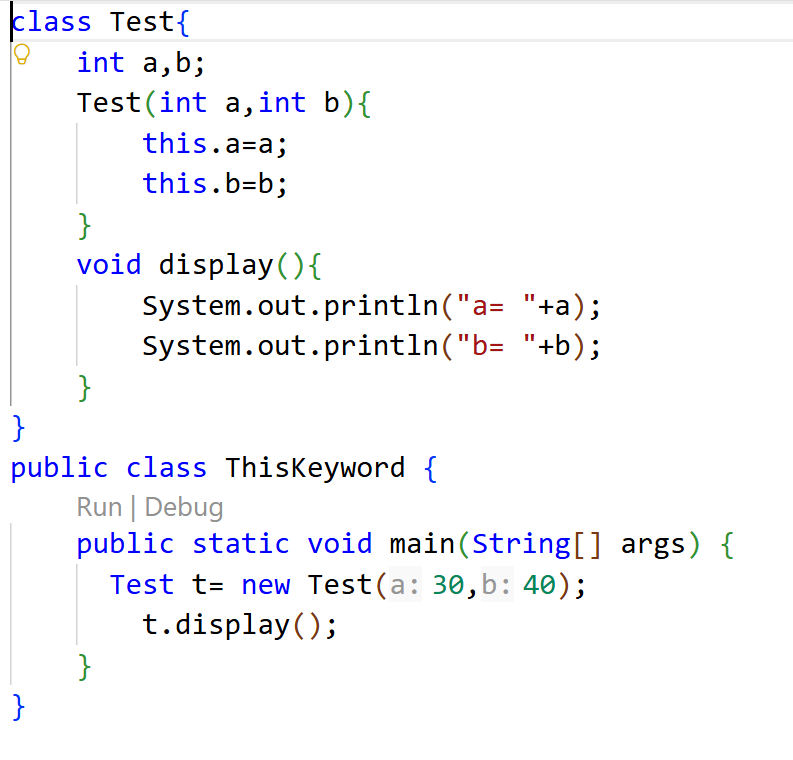 class Test{
    int a,b;
    Test(int a,int b){
        this.a=a;
        this.b=b;
    }
    void display(){
        System.out.println("a= "+a);
        System.out.println("b= "+b);
    }
}
public class ThisKeyword {
    Run | Debug
    public static void main(String[] args) {
      Test t= new Test(a: 30,b: 40);
        t.display();
    }
}